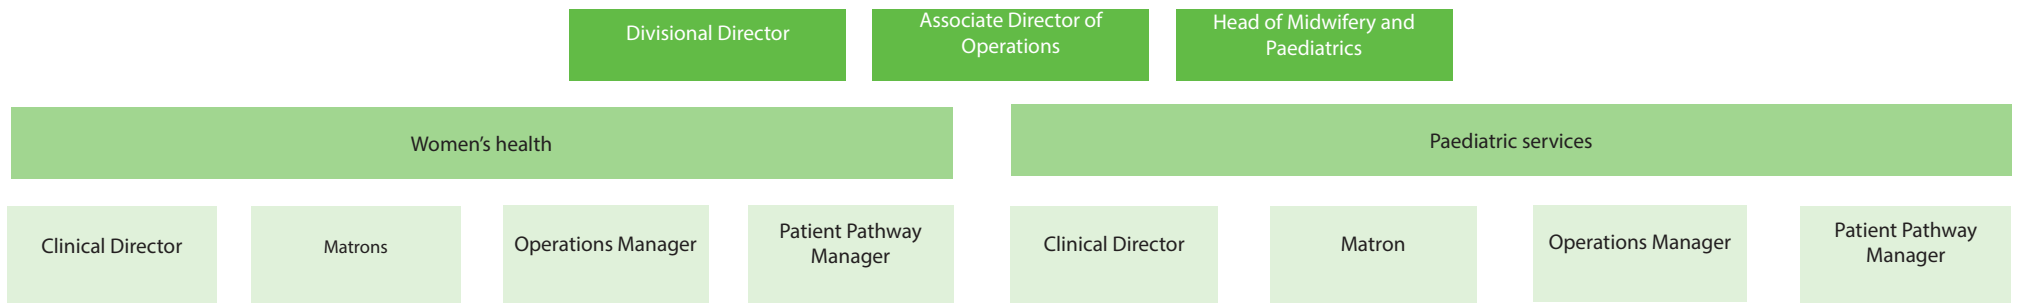 Divisional Director
Associate Director of
Operations
Head of Midwifery and
Paediatrics
Women’s health
Paediatric services
Clinical Director
Matrons
Operations Manager
Patient Pathway
Manager
Clinical Director
Matron
Operations Manager
Patient Pathway
Manager